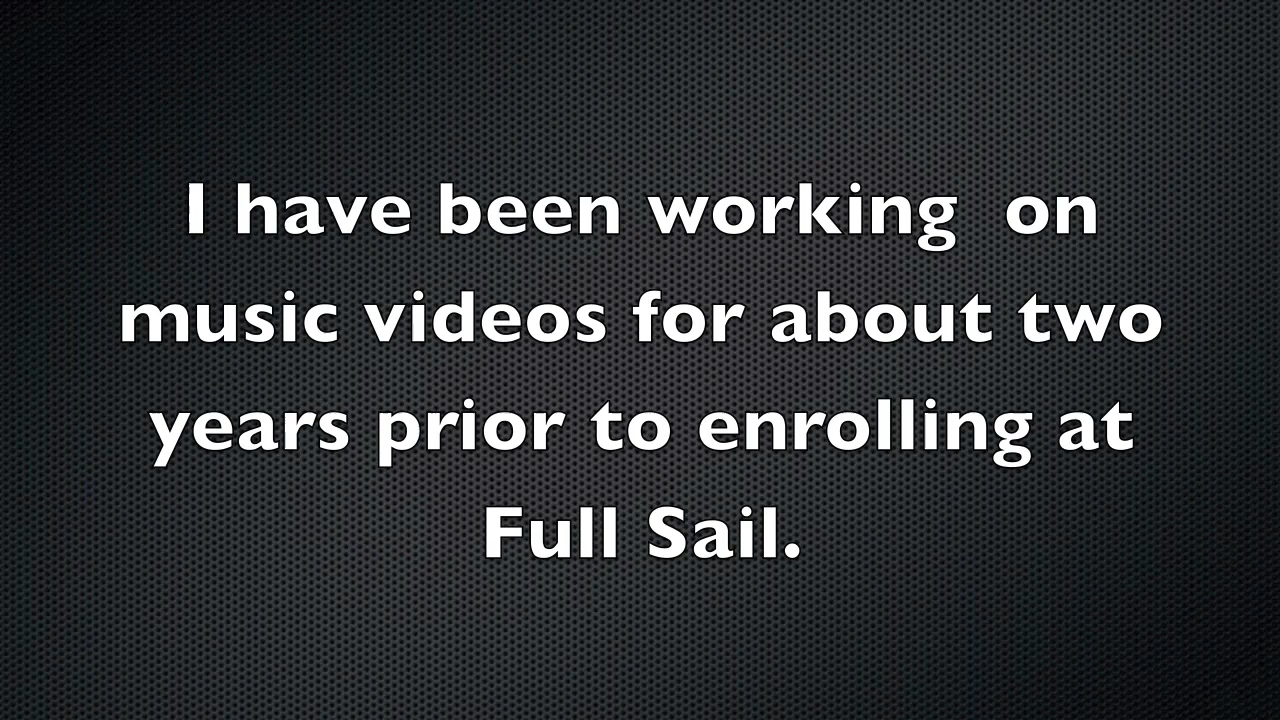 I have been working  on
music videos for about two
years prior to enrolling at
Full Sail.